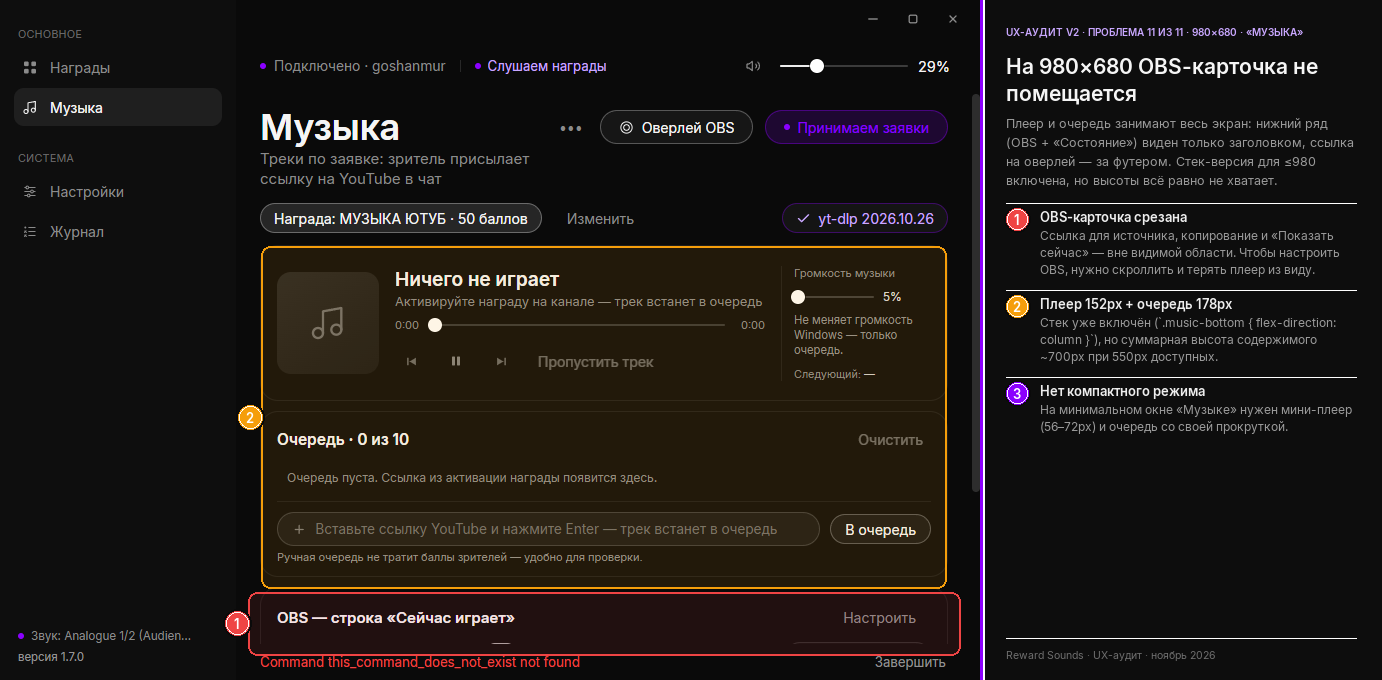 ОСНОВНОЕ
Награды
Музыка
СИСТЕМА
Настройки
Журнал
Звук: Analogue 1/2 (Audien...
версия 1.7.0
Подключено · goshanmur
Слушаем награды
29%
Музыка
Оверлей OBS
Принимаем заявки
Треки по заявке: зритель присылает
ссылку на YouTube в чат
Награда: МУЗЫКА ЮТУБ · 50 баллов
Изменить
yt-dlp 2026.10.26
Ничего не играет
Активируйте награду на канале — трек встанет в очередь
0:00
0:00
Пропустить трек
Громкость музыки
5%
Не меняет громкость
Windows — только
очередь.
Следующий: —
2
Очередь · 0 из 10
Очистить
Очередь пуста. Ссылка из активации награды появится здесь.
Вставьте ссылку YouTube и нажмите Enter — трек встанет в очередь
В очередь
Ручная очередь не тратит баллы зрителей — удобно для проверки.
1
OBS — строка «Сейчас играет»
Настроить
Command this_command_does_not_exist not found
Завершить
UX-АУДИТ V2 · ПРОБЛЕМА 11 ИЗ 11 · 980×680 · «МУЗЫКА»
На 980×680 OBS-карточка не
помещается
Плеер и очередь занимают весь экран: нижний ряд
(OBS + «Состояние») виден только заголовком, ссылка
на оверлей — за футером. Стек-версия для ≤980
включена, но высоты всё равно не хватает.
1
OBS-карточка срезана
Ссылка для источника, копирование и «Показать
сейчас» — вне видимой области. Чтобы настроить
OBS, нужно скроллить и терять плеер из виду.
2
Плеер 152px + очередь 178px
Стек уже включён (`.music-bottom { flex-direction:
column }`), но суммарная высота содержимого
~700px при 550px доступных.
3
Нет компактного режима
На минимальном окне «Музыке» нужен мини-плеер
(56–72px) и очередь со своей прокруткой.
Reward Sounds · UX-аудит · ноябрь 2026